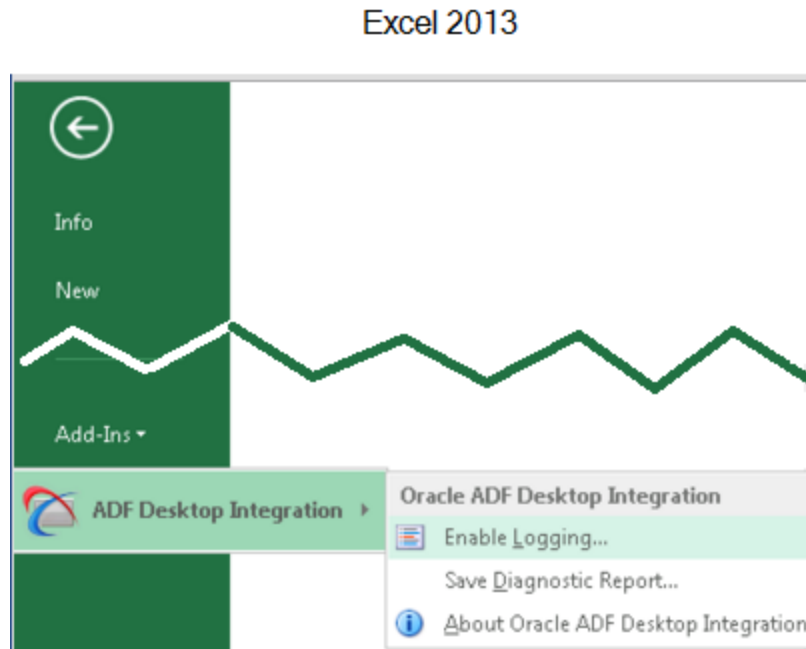 Excel 2013
Info
New
Add-Ins
ADF Desktop Integration
Oracle ADF Desktop Integration
Enable Logging...
Save Diagnostic Report...
About Oracle ADF Desktop Integration